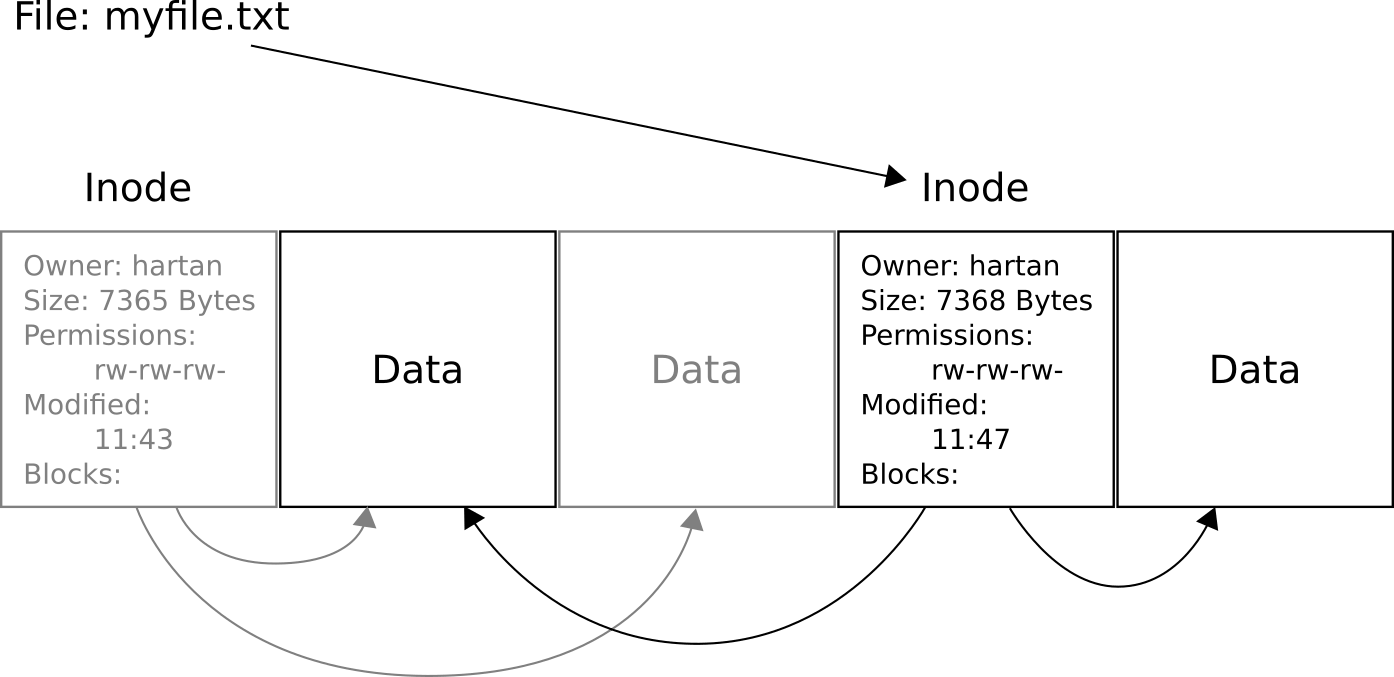 File: myfile.txt
Inode
Inode
Owner: hartan
Size: 7365 Bytes
Permissions:
rw-rw-rw-
Modified:
11:43
Blocks:
Data
Data
Owner: hartan
Size: 7368 Bytes
Permissions:
rw-rw-rw-
Modified:
11:47
Blocks:
Data